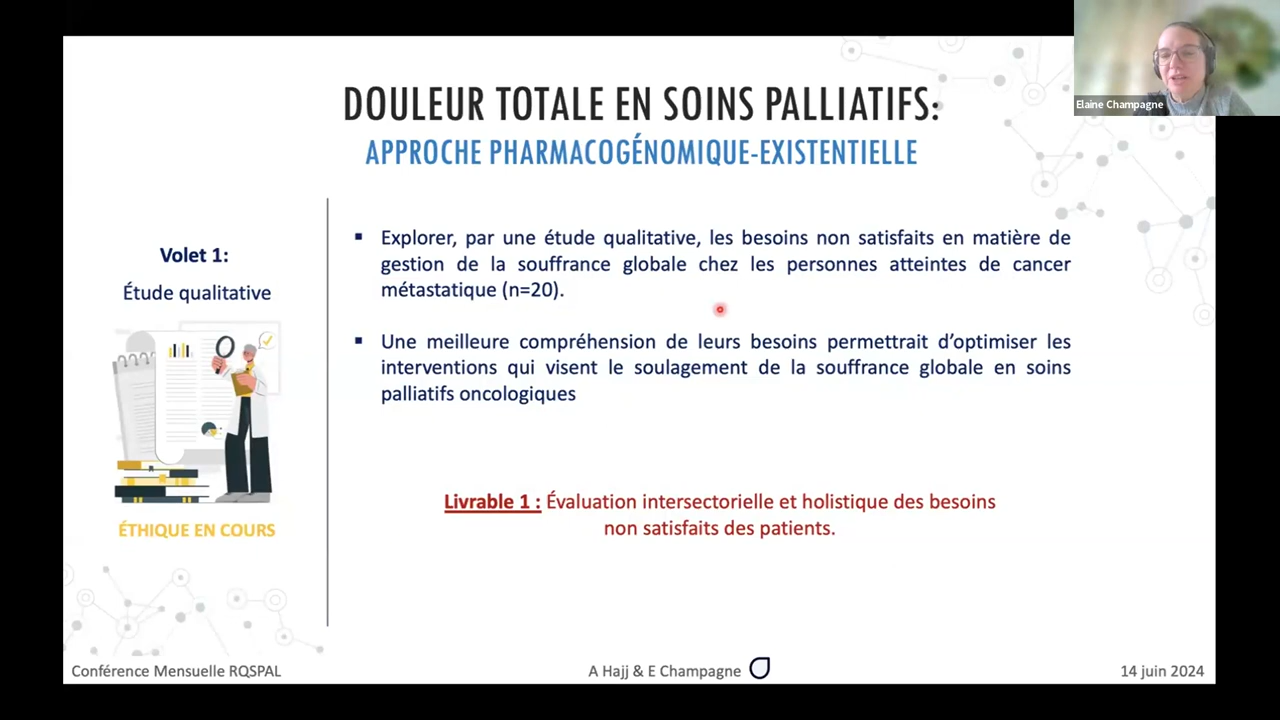 Elaine Champagne
DOULEUR TOTALE EN SOINS PALLIATIFS:
APPROCHE PHARMACOGÉNOMIQUE-EXISTENTIELLE
Volet 1:
Étude qualitative
ÉTHIQUE EN COURS
▪ Explorer, par une étude qualitative, les besoins non satisfaits en matière de
gestion de la souffrance globale chez les personnes atteintes de cancer
métastatique (n=20).
▪ Une meilleure compréhension de leurs besoins permettrait d’optimiser les
interventions qui visent le soulagement de la souffrance globale en soins
palliatifs oncologiques
Livrable 1 : Évaluation intersectorielle et holistique des besoins
non satisfaits des patients.
Conférence Mensuelle RQSPAL
A Hajj & E Champagne
14 juin 2024